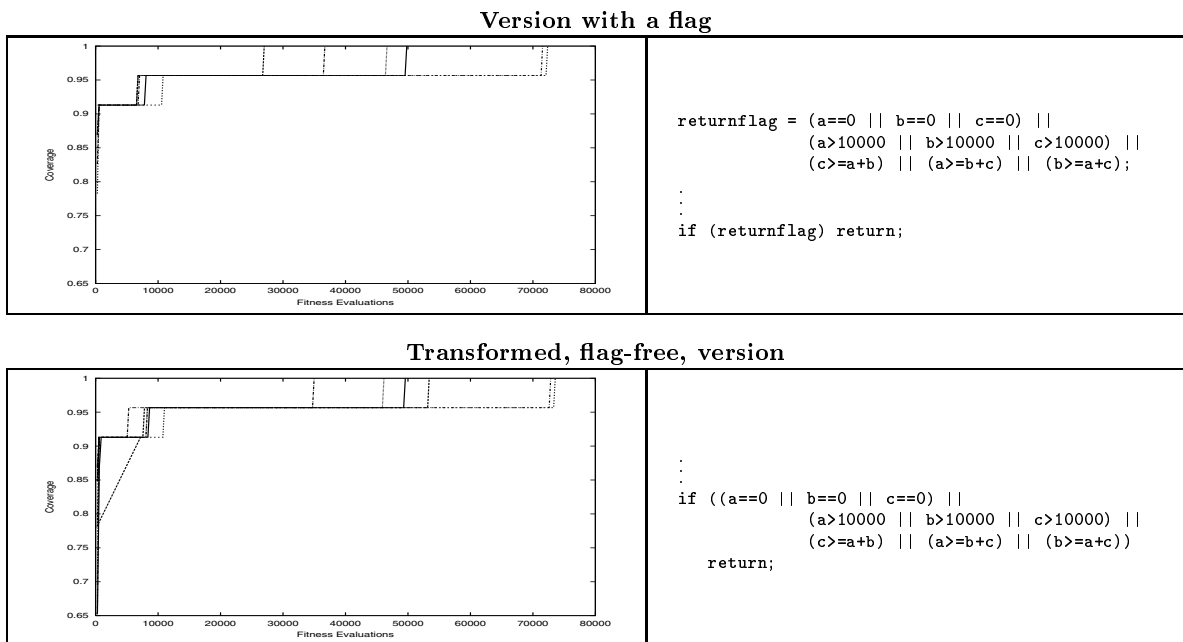 Version with a flag
1
0.95
0.9
0.85
0.8
0.75
0.7
0.65
Coverage
0 10000 20000 30000 40000 50000 60000 70000 80000
Fitness Evaluations
returnflag = (a==0 || b==0 || c==0) ||
(a>10000 || b>10000 || c>10000) ||
(c>=a+b) || (a>=b+c) || (b>=a+c);
.
.
.
if (returnflag) return;
Transformed, flag-free, version
1
0.95
0.9
0.85
0.8
0.75
0.7
0.65
Coverage
0 10000 20000 30000 40000 50000 60000 70000 80000
Fitness Evaluations
.
.
.
if ((a==0 || b==0 || c==0) ||
(a>10000 || b>10000 || c>10000) ||
(c>=a+b) || (a>=b+c) || (b>=a+c))
return;